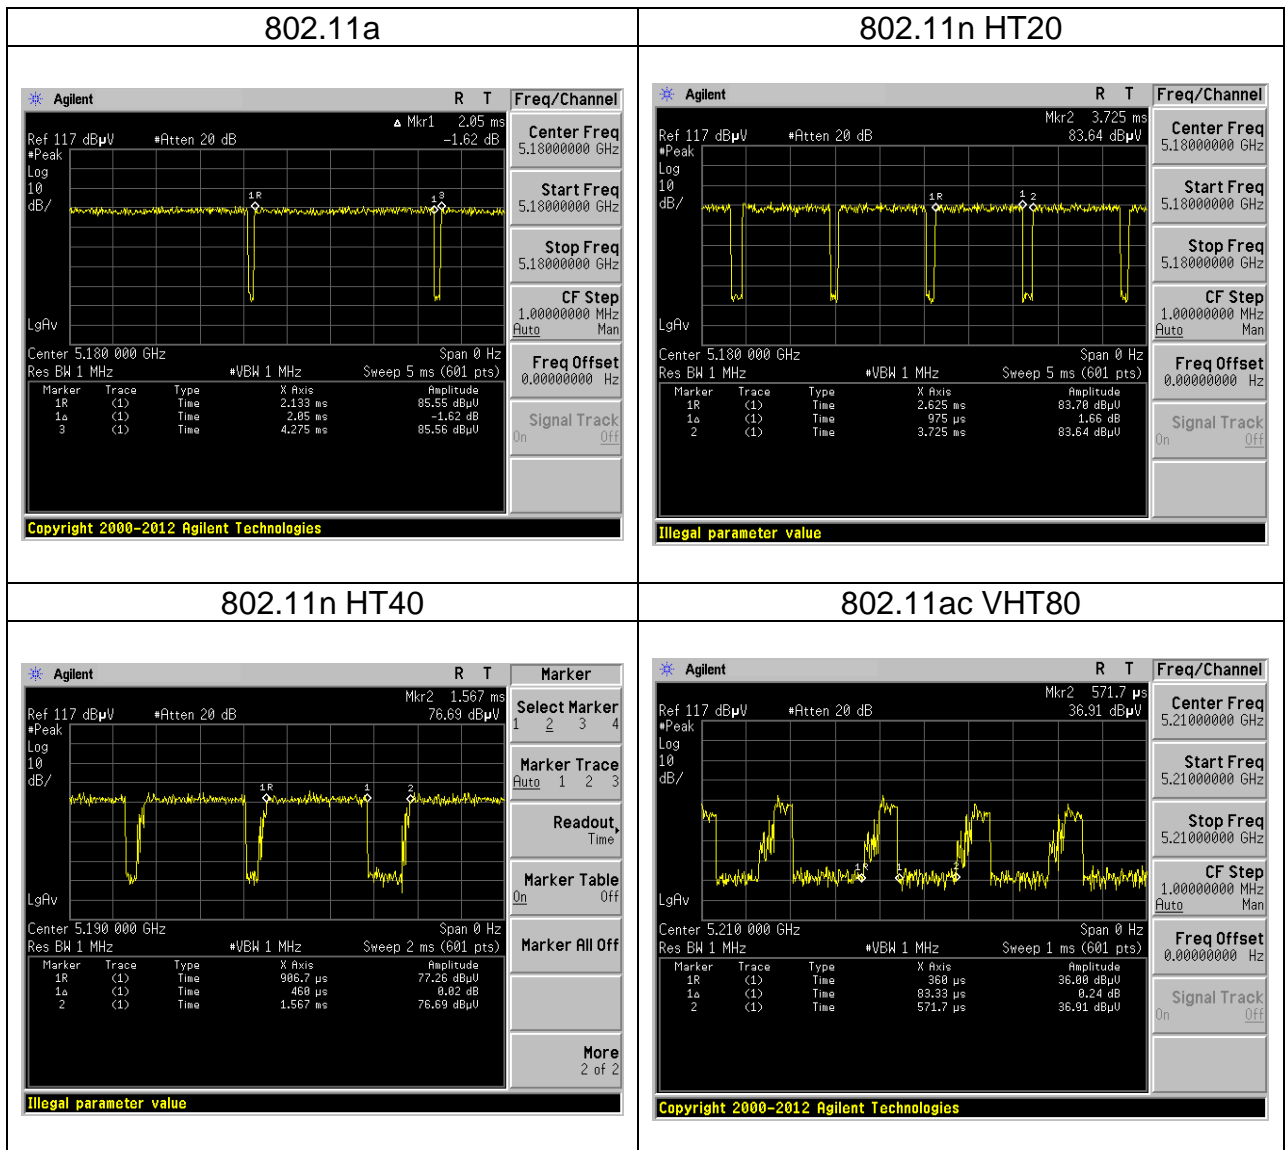 802.11a
802.11n HT20
Agilent R T Freq/Channel
Δ Mkr1 2.05 ms
Ref 117 dBµV #Atten 20 dB -1.62 dB
#Peak
Log
10
dB/
1R
1 3
LgAv
Center 5.180 000 GHz Span 0 Hz
Res BW 1 MHz #VBW 1 MHz Sweep 5 ms (601 pts)
Marker Trace Type X Axis Amplitude
1R (1) Time 2.133 ms 85.55 dBµV
1Δ (1) Time 2.05 ms -1.62 dB
3 (1) Time 4.275 ms 85.56 dBµV
Copyright 2000-2012 Agilent Technologies
Center Freq
5.18000000 GHz
Start Freq
5.18000000 GHz
Stop Freq
5.18000000 GHz
CF Step
1.00000000 MHz
Auto Man
Freq Offset
0.00000000 Hz
Signal Track
On Off
Agilent R T Freq/Channel
Mkr2 3.725 ms
Ref 117 dBµV #Atten 20 dB 83.64 dBµV
#Peak
Log
10
dB/
1R 1 2
LgAv
Center 5.180 000 GHz Span 0 Hz
Res BW 1 MHz #VBW 1 MHz Sweep 5 ms (601 pts)
Marker Trace Type X Axis Amplitude
1R (1) Time 2.625 ms 83.70 dBµV
1Δ (1) Time 975 µs 1.66 dB
2 (1) Time 3.725 ms 83.64 dBµV
Illegal parameter value
Center Freq
5.18000000 GHz
Start Freq
5.18000000 GHz
Stop Freq
5.18000000 GHz
CF Step
1.00000000 MHz
Auto Man
Freq Offset
0.00000000 Hz
Signal Track
On Off
802.11n HT40
802.11ac VHT80
Agilent R T Marker
Mkr2 1.567 ms
Ref 117 dBµV #Atten 20 dB 76.69 dBµV
#Peak
Log
10
dB/
1R 1 2
LgAv
Center 5.190 000 GHz Span 0 Hz
Res BW 1 MHz #VBW 1 MHz Sweep 2 ms (601 pts)
Marker Trace Type X Axis Amplitude
1R (1) Time 906.7 µs 77.26 dBµV
1Δ (1) Time 460 µs 0.02 dB
2 (1) Time 1.567 ms 76.69 dBµV
Illegal parameter value
Select Marker
1 2 3 4
Marker Trace
Auto 1 2 3
Readout
Time
Marker Table
On Off
Marker All Off
More
2 of 2
Agilent R T Freq/Channel
Mkr2 571.7 µs
Ref 117 dBµV #Atten 20 dB 36.91 dBµV
#Peak
Log
10
dB/
1R 1 2
LgAv
Center 5.210 000 GHz Span 0 Hz
Res BW 1 MHz #VBW 1 MHz Sweep 1 ms (601 pts)
Marker Trace Type X Axis Amplitude
1R (1) Time 360 µs 36.00 dBµV
1Δ (1) Time 83.33 µs 0.24 dB
2 (1) Time 571.7 µs 36.91 dBµV
Copyright 2000-2012 Agilent Technologies
Center Freq
5.21000000 GHz
Start Freq
5.21000000 GHz
Stop Freq
5.21000000 GHz
CF Step
1.00000000 MHz
Auto Man
Freq Offset
0.00000000 Hz
Signal Track
On Off